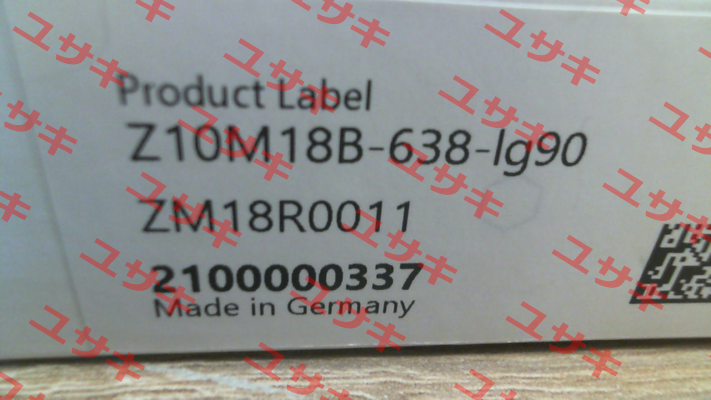 Product Label
Z10M18B-638-lg90
ZM18R0011
2100000337
Made in Germany
ユサキ